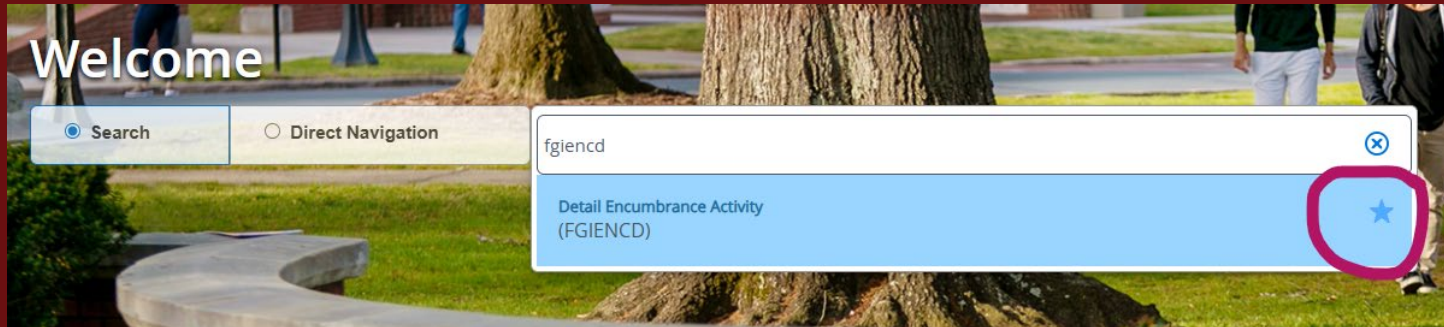 Welcome
Search
Direct Navigation
fgiencd
Detail Encumbrance Activity
(FGIENCD)